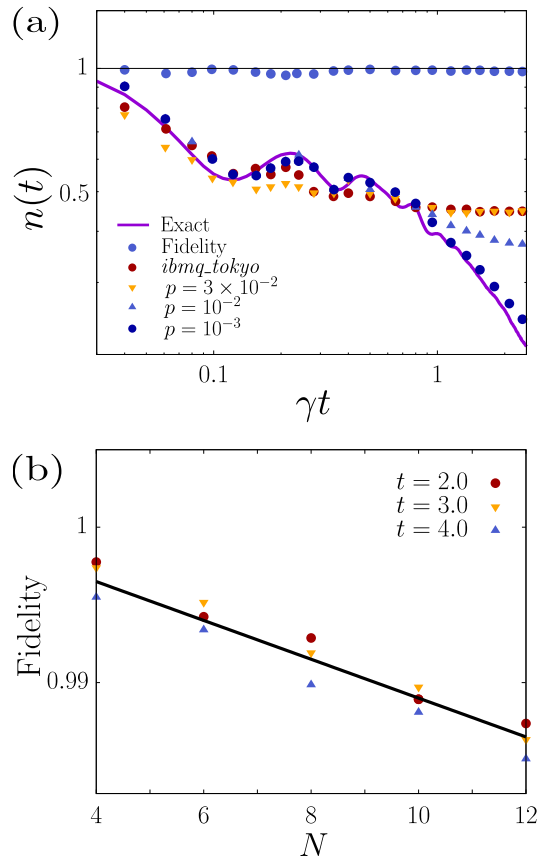 (a)
1
0.5
n(t)
Exact
Fidelity
ibmq_tokyo
p = 3 × 10⁻²
p = 10⁻²
p = 10⁻³
0.1
1
γt
(b)
t = 2.0
t = 3.0
t = 4.0
1
0.99
Fidelity
4
6
8
10
12
N